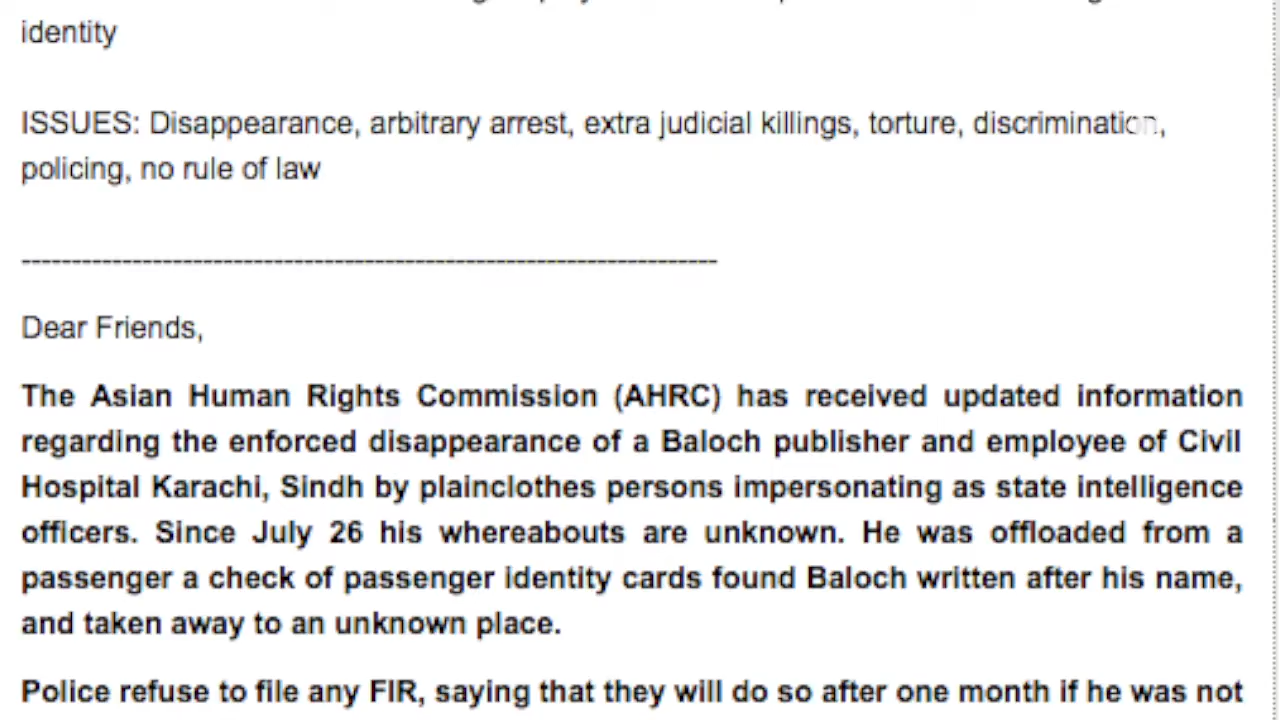 identity
ISSUES: Disappearance, arbitrary arrest, extra judicial killings, torture, discrimination,
policing, no rule of law
----------------------------------------------------------------------
Dear Friends,
The Asian Human Rights Commission (AHRC) has received updated information
regarding the enforced disappearance of a Baloch publisher and employee of Civil
Hospital Karachi, Sindh by plainclothes persons impersonating as state intelligence
officers. Since July 26 his whereabouts are unknown. He was offloaded from a
passenger a check of passenger identity cards found Baloch written after his name,
and taken away to an unknown place.
Police refuse to file any FIR, saying that they will do so after one month if he was not